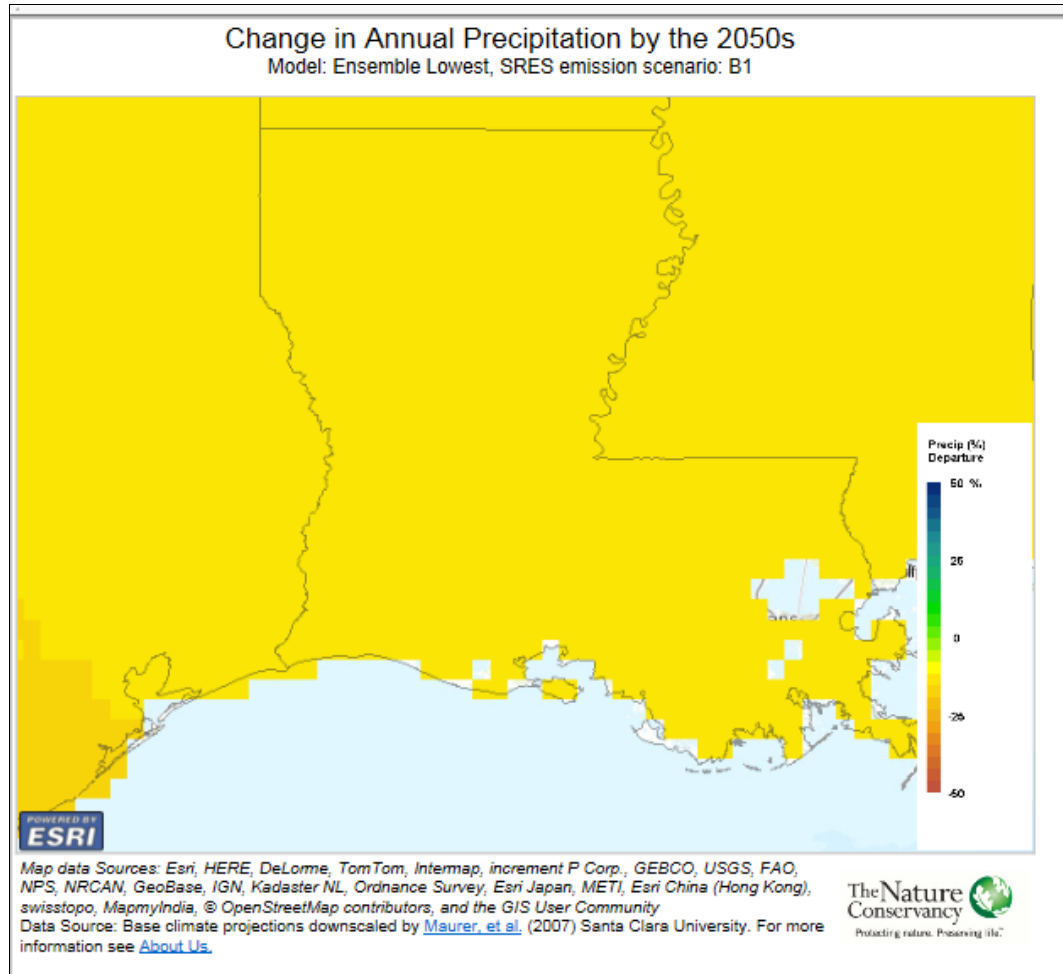 Change in Annual Precipitation by the 2050s
Model: Ensemble Lowest, SRES emission scenario: B1
Precip (%)
Departure
50 %
25
0
-25
-50
POWERED BY
ESRI
Map data Sources: Esri, HERE, DeLorme, TomTom, Intermap, increment P Corp., GEBCO, USGS, FAO,
NPS, NRCAN, GeoBase, IGN, Kadaster NL, Ordnance Survey, Esri Japan, METI, Esri China (Hong Kong),
swisstopo, MapmyIndia, © OpenStreetMap contributors, and the GIS User Community
Data Source: Base climate projections downscaled by Maurer, et al. (2007) Santa Clara University. For more
information see About Us.
The Nature
Conservancy
Protecting nature. Preserving life.™